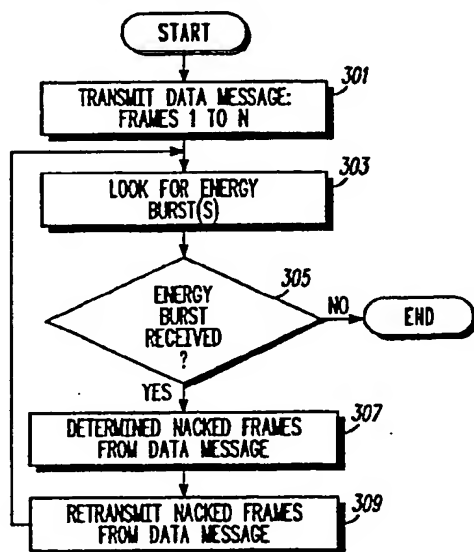 START
301
TRANSMIT DATA MESSAGE:
FRAMES 1 TO N
303
LOOK FOR ENERGY
BURST(S)
305
ENERGY
BURST
RECEIVED
?
NO
END
YES
307
DETERMINED NACKED FRAMES
FROM DATA MESSAGE
309
RETRANSMIT NACKED FRAMES
FROM DATA MESSAGE